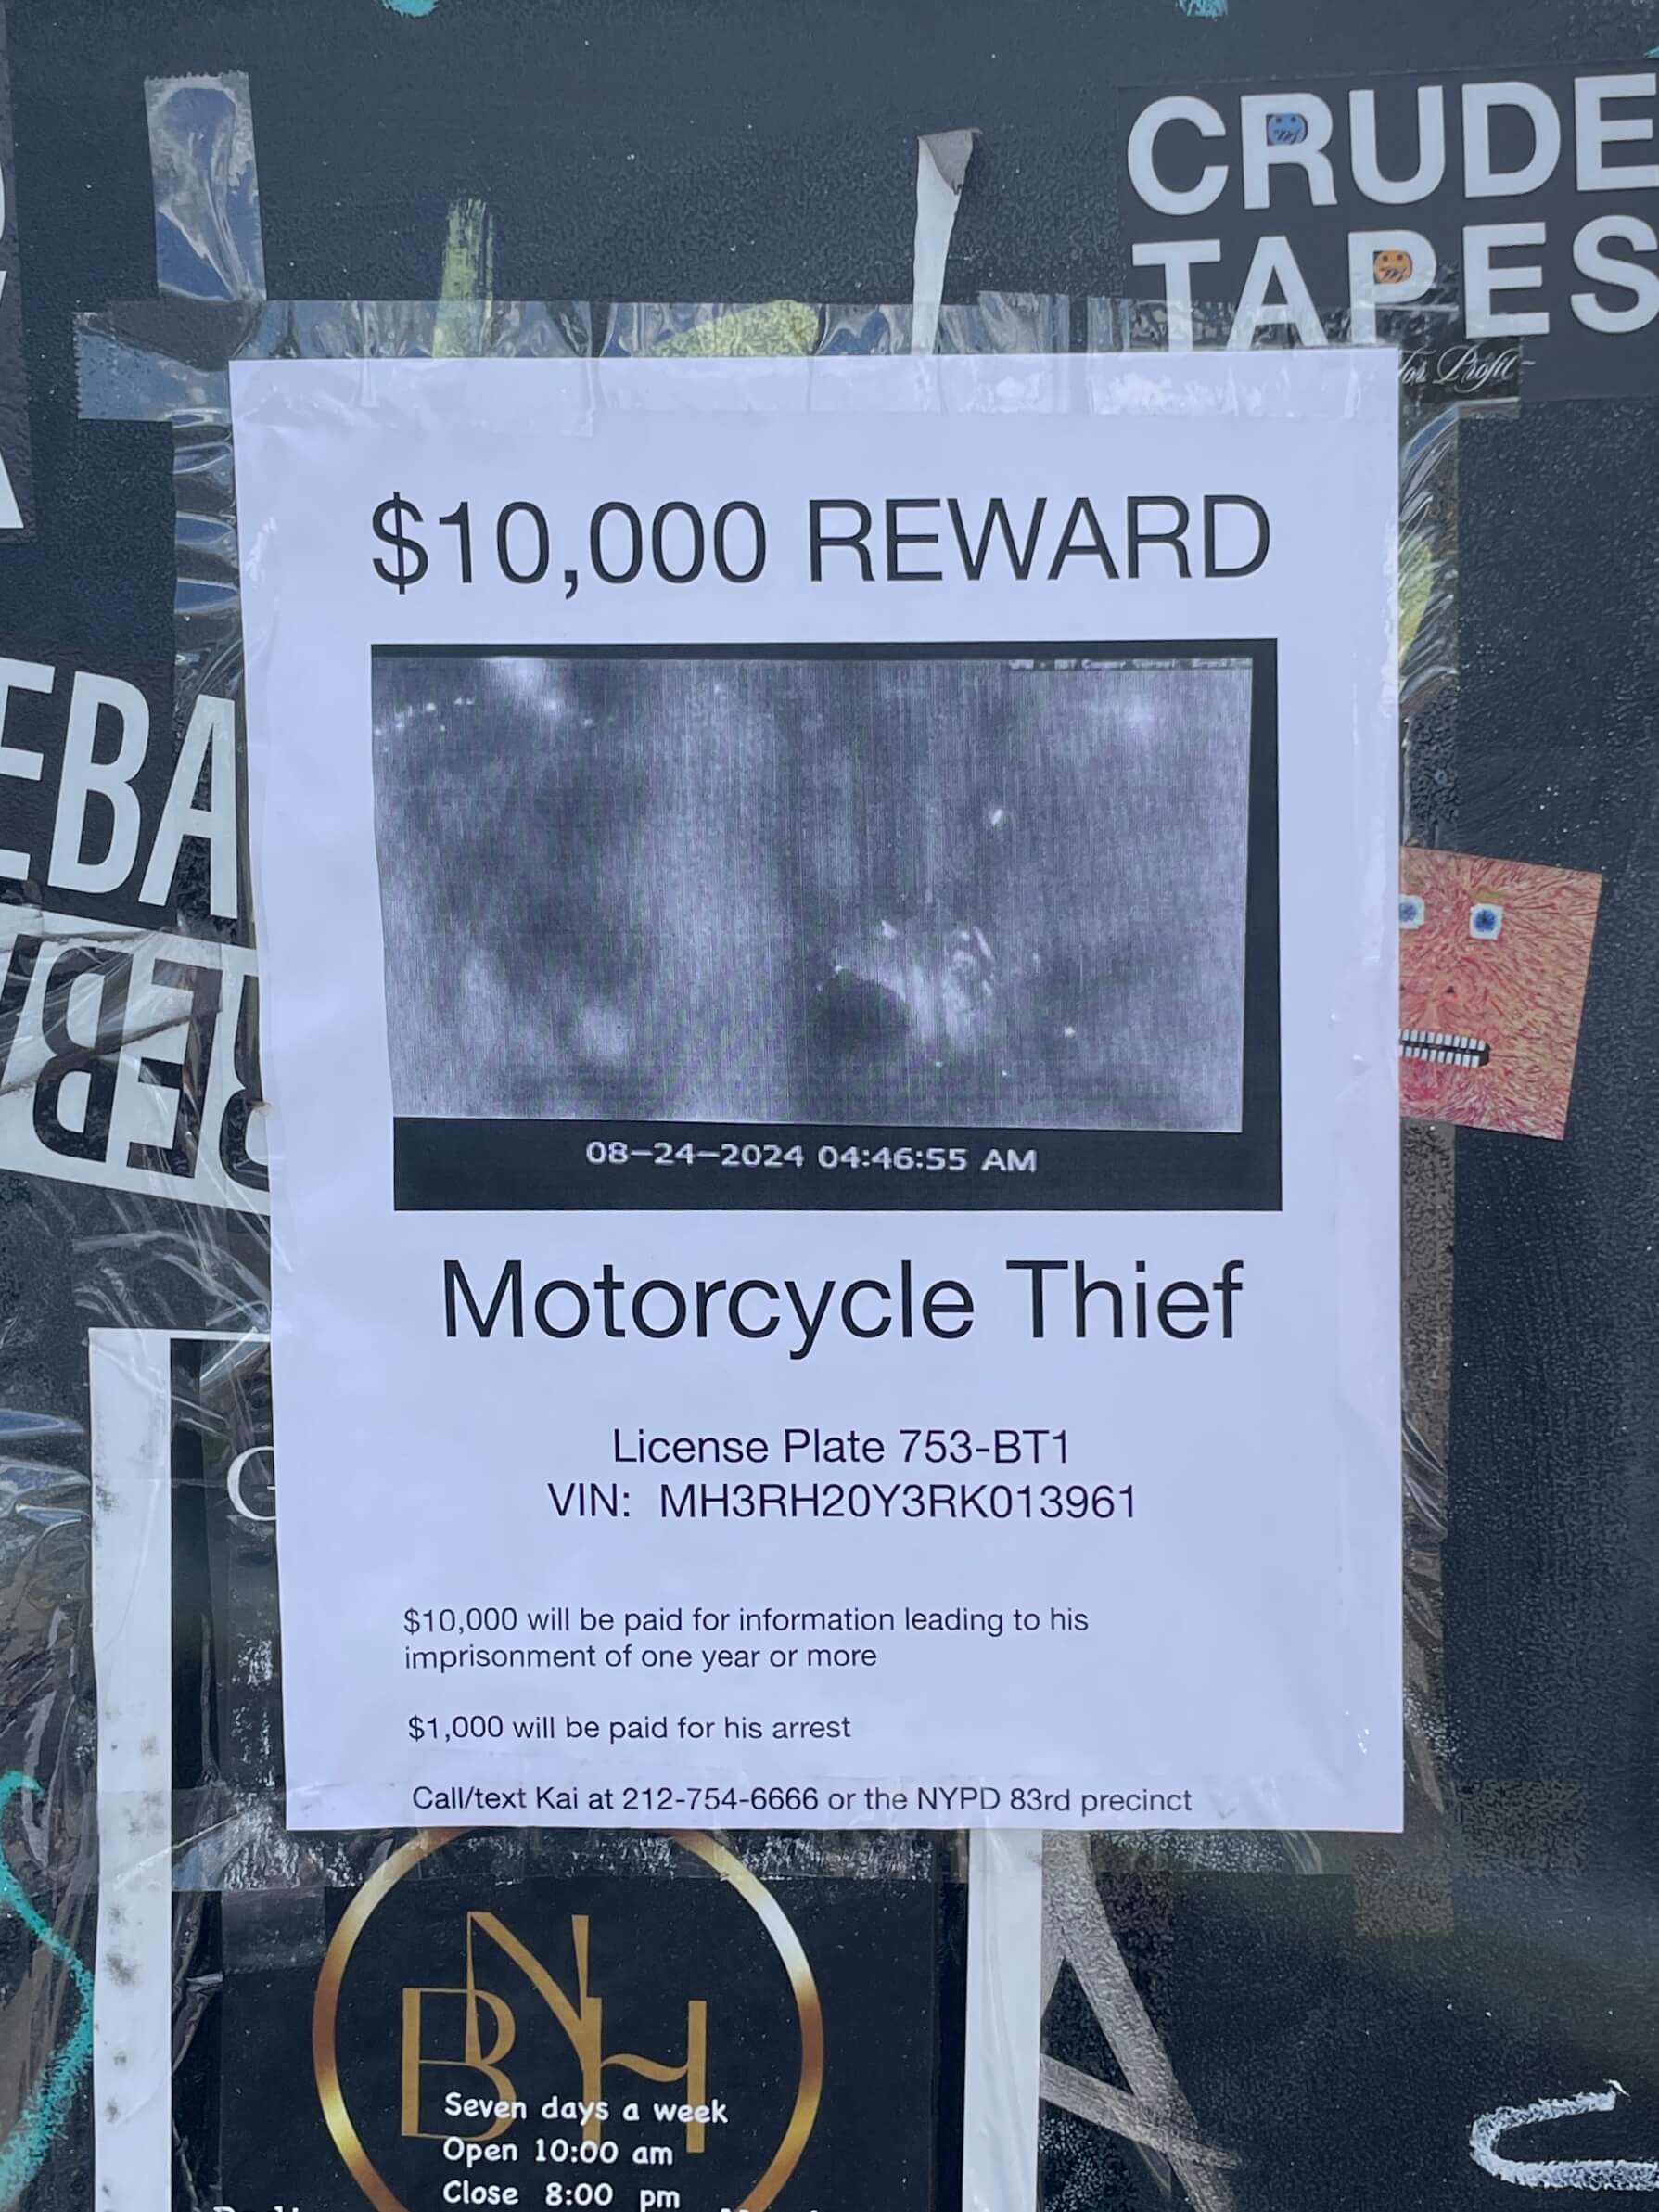 CRUDE
TAPES
For Profit ~
$10,000 REWARD
08-24-2024 04:46:55 AM
Motorcycle Thief
License Plate 753-BT1
VIN: MH3RH20Y3RK013961
$10,000 will be paid for information leading to his
imprisonment of one year or more
$1,000 will be paid for his arrest
Call/text Kai at 212-754-6666 or the NYPD 83rd precinct
EBA
G
BNH
Seven days a week
Open 10:00 am
Close 8:00 pm